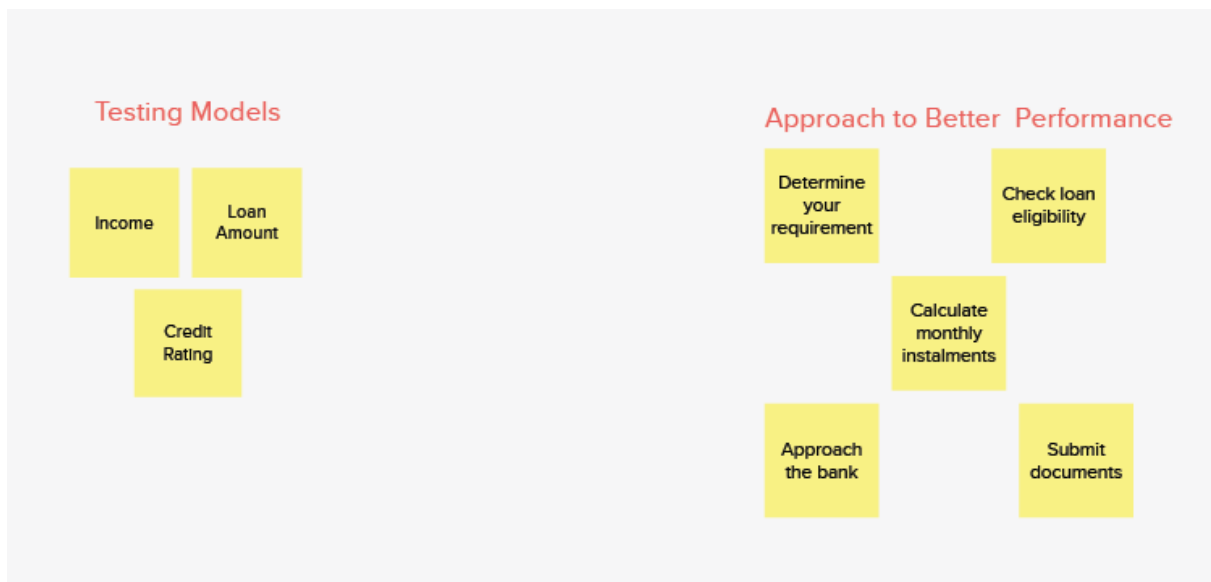 Testing Models
Income
Loan
Amount
Credit
Rating
Approach to Better Performance
Determine
your
requirement
Check loan
eligibility
Calculate
monthly
instalments
Approach
the bank
Submit
documents